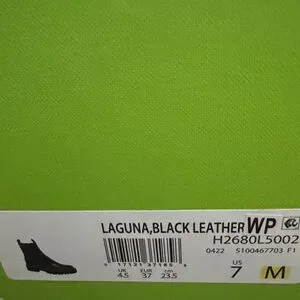 LAGUNA,BLACK LEATHER WP
H2680L5002
0422 S100467703 F1
UK EUR cm US
4.5 37 23.5 7 M